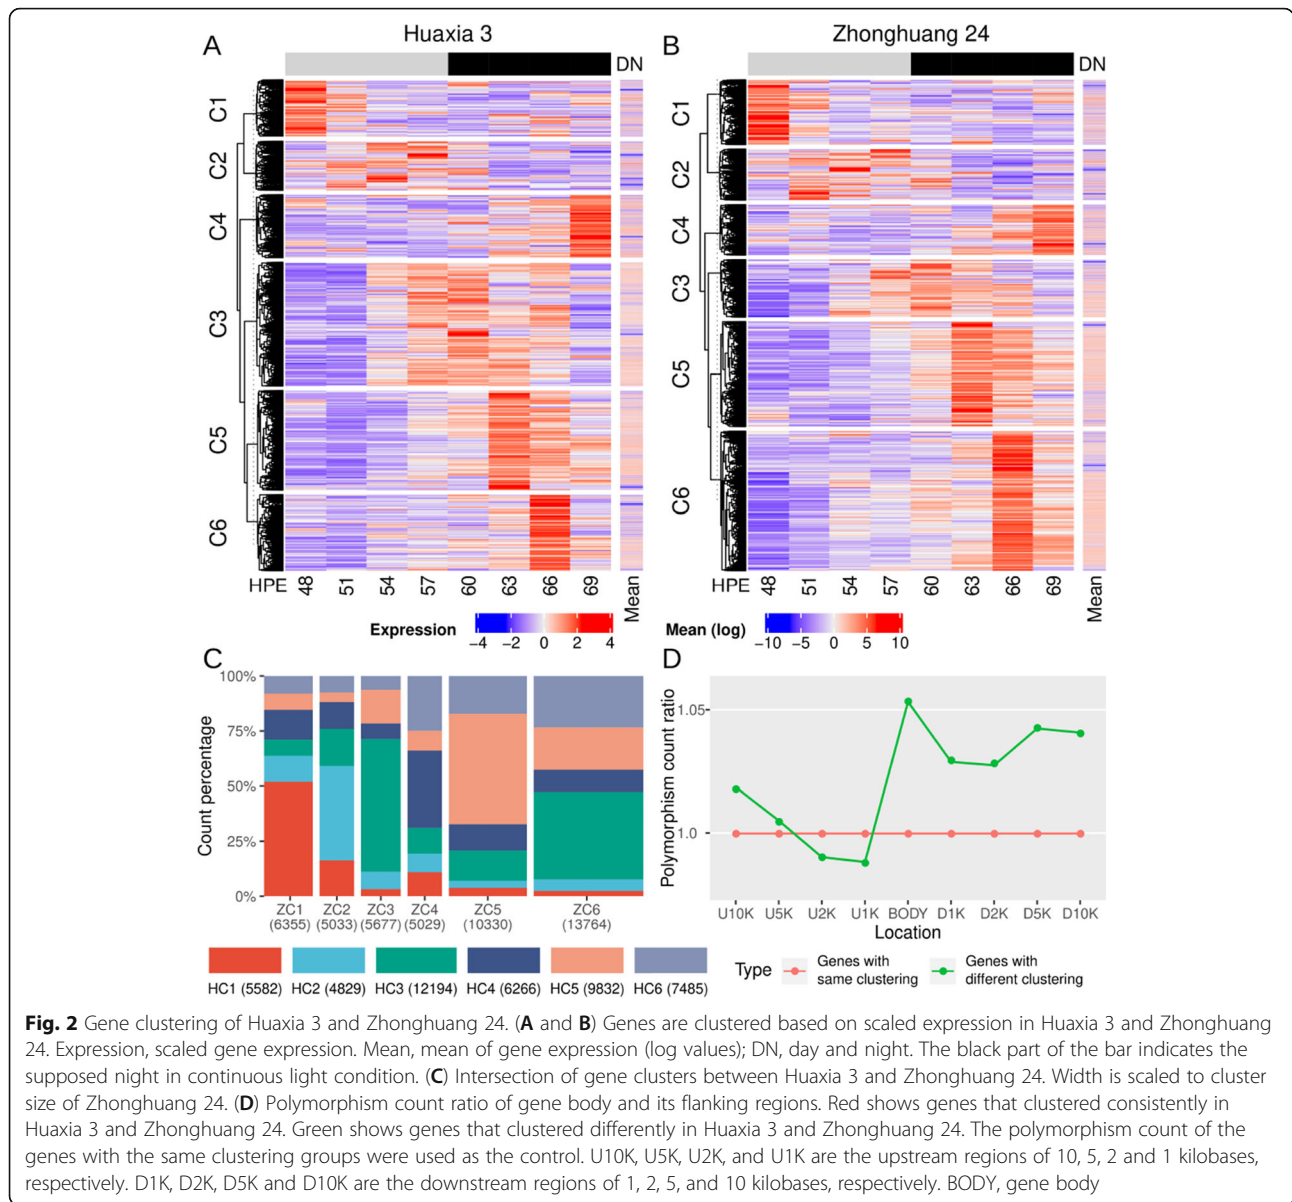 A
Huaxia 3
B
Zhonghuang 24
DN
DN
C1
C2
C4
C3
C5
C6
C1
C2
C4
C3
C5
C6
HPE 48 51 54 57 60 63 66 69 Mean
HPE 48 51 54 57 60 63 66 69 Mean
Expression
−4 −2 0 2 4
Mean (log)
−10 −5 0 5 10
C
100%
75%
50%
25%
0%
Count percentage
ZC1 ZC2 ZC3 ZC4 ZC5 ZC6
(6355) (5033) (5677) (5029) (10330) (13764)
HC1 (5582) HC2 (4829) HC3 (12194) HC4 (6266) HC5 (9832) HC6 (7485)
D
1.05
1.0
Polymorphism count ratio
U10K U5K U2K U1K BODY D1K D2K D5K D10K
Location
Type
Genes with
same clustering
Genes with
different clustering
Fig. 2 Gene clustering of Huaxia 3 and Zhonghuang 24. (A and B) Genes are clustered based on scaled expression in Huaxia 3 and Zhonghuang
24. Expression, scaled gene expression. Mean, mean of gene expression (log values); DN, day and night. The black part of the bar indicates the
supposed night in continuous light condition. (C) Intersection of gene clusters between Huaxia 3 and Zhonghuang 24. Width is scaled to cluster
size of Zhonghuang 24. (D) Polymorphism count ratio of gene body and its flanking regions. Red shows genes that clustered consistently in
Huaxia 3 and Zhonghuang 24. Green shows genes that clustered differently in Huaxia 3 and Zhonghuang 24. The polymorphism count of the
genes with the same clustering groups were used as the control. U10K, U5K, U2K, and U1K are the upstream regions of 10, 5, 2 and 1 kilobases,
respectively. D1K, D2K, D5K and D10K are the downstream regions of 1, 2, 5, and 10 kilobases, respectively. BODY, gene body